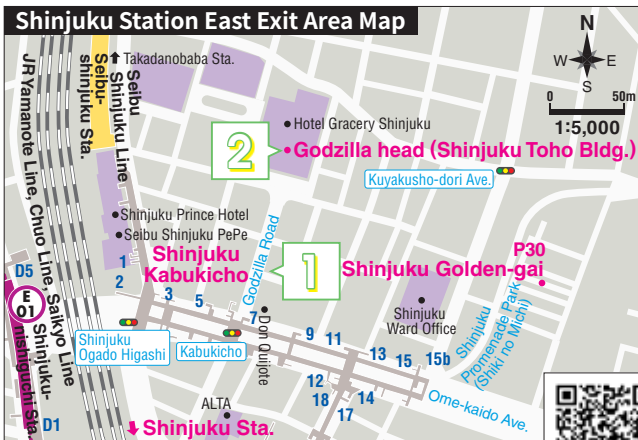 Shinjuku Station East Exit Area Map
N
W E
S
0 50m
1:5,000
Takadanobaba Sta.
Seibu
Shinjuku Line
Seibu-
shinjuku Sta.
JR Yamanote Line, Chuo Line, Saikyo Line
Hotel Gracery Shinjuku
2
Godzilla head (Shinjuku Toho Bldg.)
Kuyakusho-dori Ave.
Shinjuku Prince Hotel
Seibu Shinjuku PePe
Shinjuku
Kabukicho
1
Godzilla Road
Shinjuku Golden-gai
P30
D5
1
2
E
01
3
5
7
Don Quijote
Shinjuku
Ward Office
Shinjuku
Promenade Park
(Shiki no Michi)
Shinjuku
Ogado Higashi
Kabukicho
9
11
13
15
15b
12
18
14
17
Shinjuku-
nishiguchi Sta.
D1
ALTA
Shinjuku Sta.
Ome-kaido Ave.